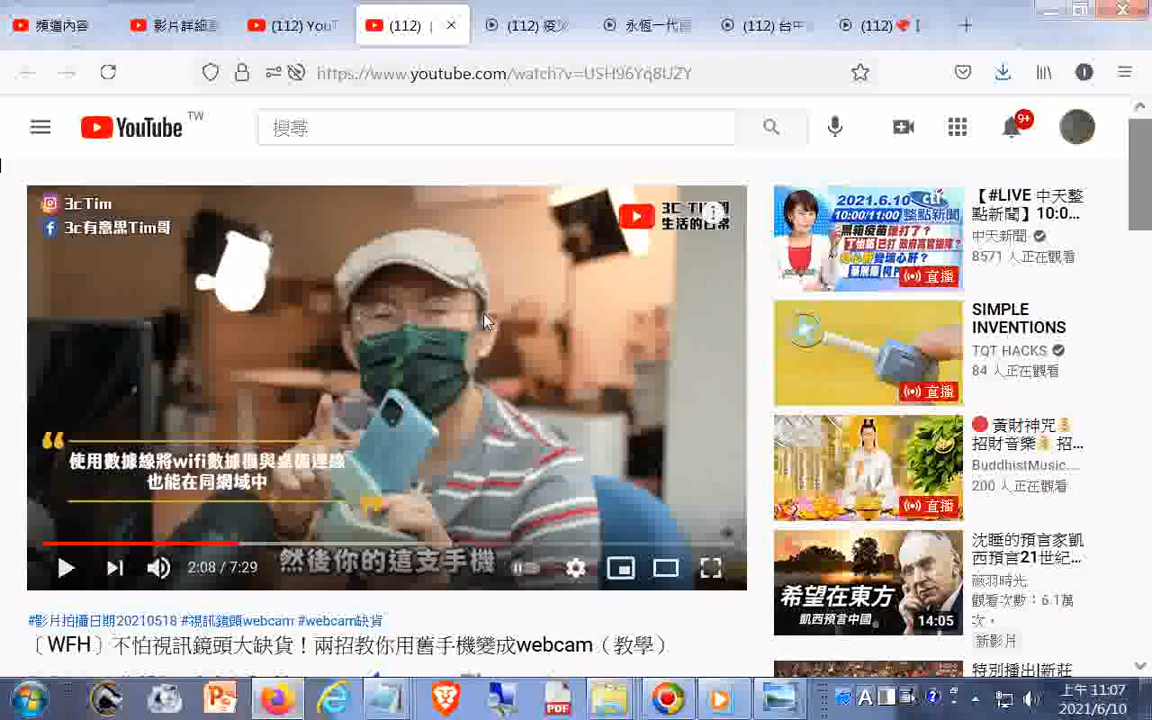 頻道內容
影片詳細
(112) YouT
(112)
(112) 疫
永恆一代
(112) 台
(112)
https://www.youtube.com/watch?v=USH96Yq8UZY
YouTube TW
搜尋
9+
3cTim
3c有意思Tim哥
生活的日常
使用數據線將wifi數據機與桌機連線
也能在同網域中
然後你的這支手機
2:08 / 7:29
#影片拍攝日期20210518 #視訊鏡頭webcam #webcam缺貨
〔WFH〕不怕視訊鏡頭大缺貨！兩招教你用舊手機變成webcam（教學）
2021.6.10
10:00/11:00 整點新聞
直播
【#LIVE 中天整
點新聞】10:0...
中天新聞
8571 人正在觀看
直播
SIMPLE
INVENTIONS
TQT HACKS
84 人正在觀看
直播
黃財神咒
招財音樂 招...
BuddhistMusic....
200 人正在觀看
希望在東方
凱西預言中國
14:05
沈睡的預言家凱
西預言21世紀...
觀看次數：6.1萬
次 ·
新影片
特別播出!新莊
上午 11:07
2021/6/10